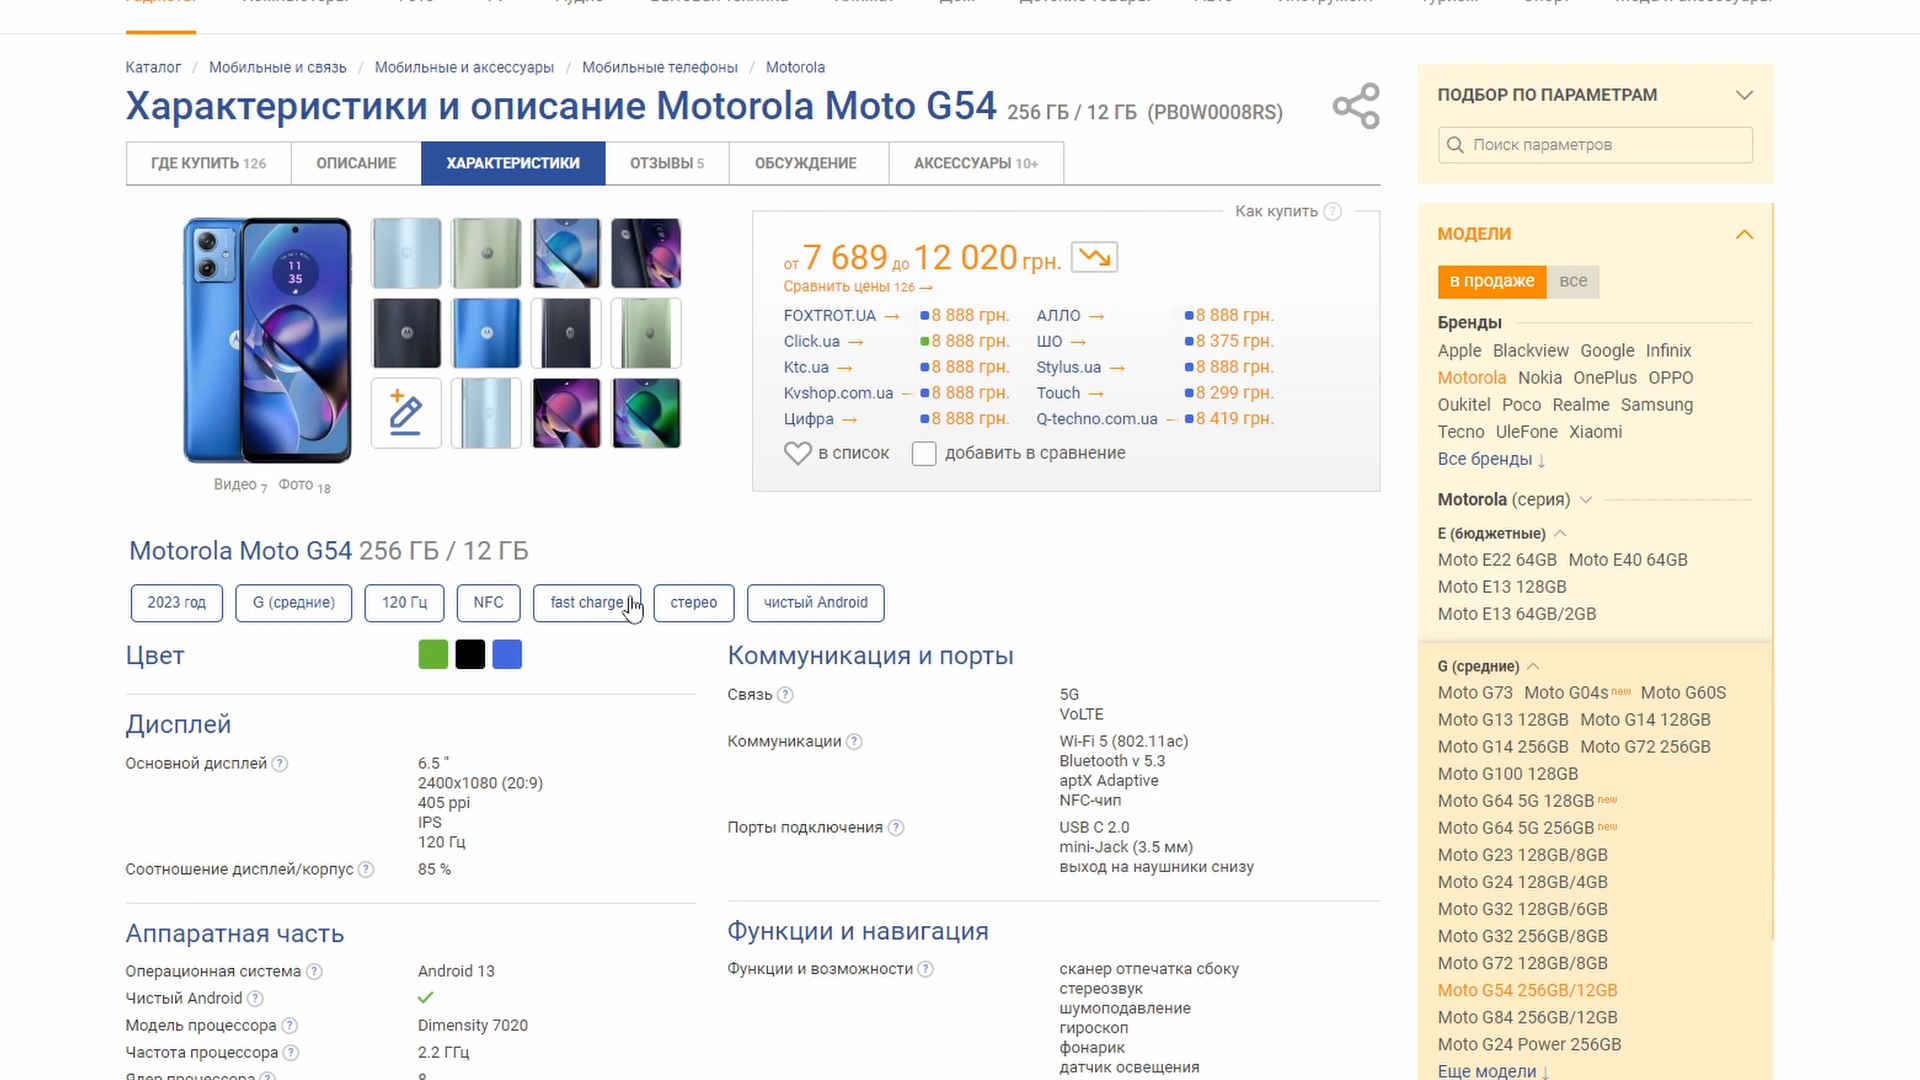 Каталог / Мобильные и связь / Мобильные и аксессуары / Мобильные телефоны / Motorola
Характеристики и описание Motorola Moto G54 256 ГБ / 12 ГБ (PB0W0008RS)
ГДЕ КУПИТЬ 126 ОПИСАНИЕ ХАРАКТЕРИСТИКИ ОТЗЫВЫ 5 ОБСУЖДЕНИЕ АКСЕССУАРЫ 10+
11
35
Видео 7 Фото 18
Как купить ?
от 7 689 до 12 020 грн.
Сравнить цены 126 →
FOXTROT.UA → 8 888 грн. АЛЛО → 8 888 грн.
Click.ua → 8 888 грн. ШО → 8 375 грн.
Ktc.ua → 8 888 грн. Stylus.ua → 8 888 грн.
Kvshop.com.ua 8 888 грн. Touch → 8 299 грн.
Цифра → 8 888 грн. Q-techno.com.ua 8 419 грн.
в список добавить в сравнение
Motorola Moto G54 256 ГБ / 12 ГБ
2023 год G (средние) 120 Гц NFC fast charge стерео чистый Android
Цвет
Дисплей
Основной дисплей ? 6.5 "
2400x1080 (20:9)
405 ppi
IPS
120 Гц
Соотношение дисплей/корпус ? 85 %
Аппаратная часть
Операционная система ? Android 13
Чистый Android ?
Модель процессора ? Dimensity 7020
Частота процессора ? 2.2 ГГц
Ядер процессора ? 8
Коммуникация и порты
Связь ? 5G
VoLTE
Коммуникации ? Wi-Fi 5 (802.11ac)
Bluetooth v 5.3
aptX Adaptive
NFC-чип
Порты подключения ? USB C 2.0
mini-Jack (3.5 мм)
выход на наушники снизу
Функции и навигация
Функции и возможности ? сканер отпечатка сбоку
стереозвук
шумоподавление
гироскоп
фонарик
датчик освещения
ПОДБОР ПО ПАРАМЕТРАМ
Поиск параметров
МОДЕЛИ
в продаже все
Бренды
Apple Blackview Google Infinix
Motorola Nokia OnePlus OPPO
Oukitel Poco Realme Samsung
Tecno UleFone Xiaomi
Все бренды ↓
Motorola (серия)
E (бюджетные)
Moto E22 64GB Moto E40 64GB
Moto E13 128GB
Moto E13 64GB/2GB
G (средние)
Moto G73 Moto G04s new Moto G60S
Moto G13 128GB Moto G14 128GB
Moto G14 256GB Moto G72 256GB
Moto G100 128GB
Moto G64 5G 128GB new
Moto G64 5G 256GB new
Moto G23 128GB/8GB
Moto G24 128GB/4GB
Moto G32 128GB/6GB
Moto G32 256GB/8GB
Moto G72 128GB/8GB
Moto G54 256GB/12GB
Moto G84 256GB/12GB
Moto G24 Power 256GB
Еще модели ↓